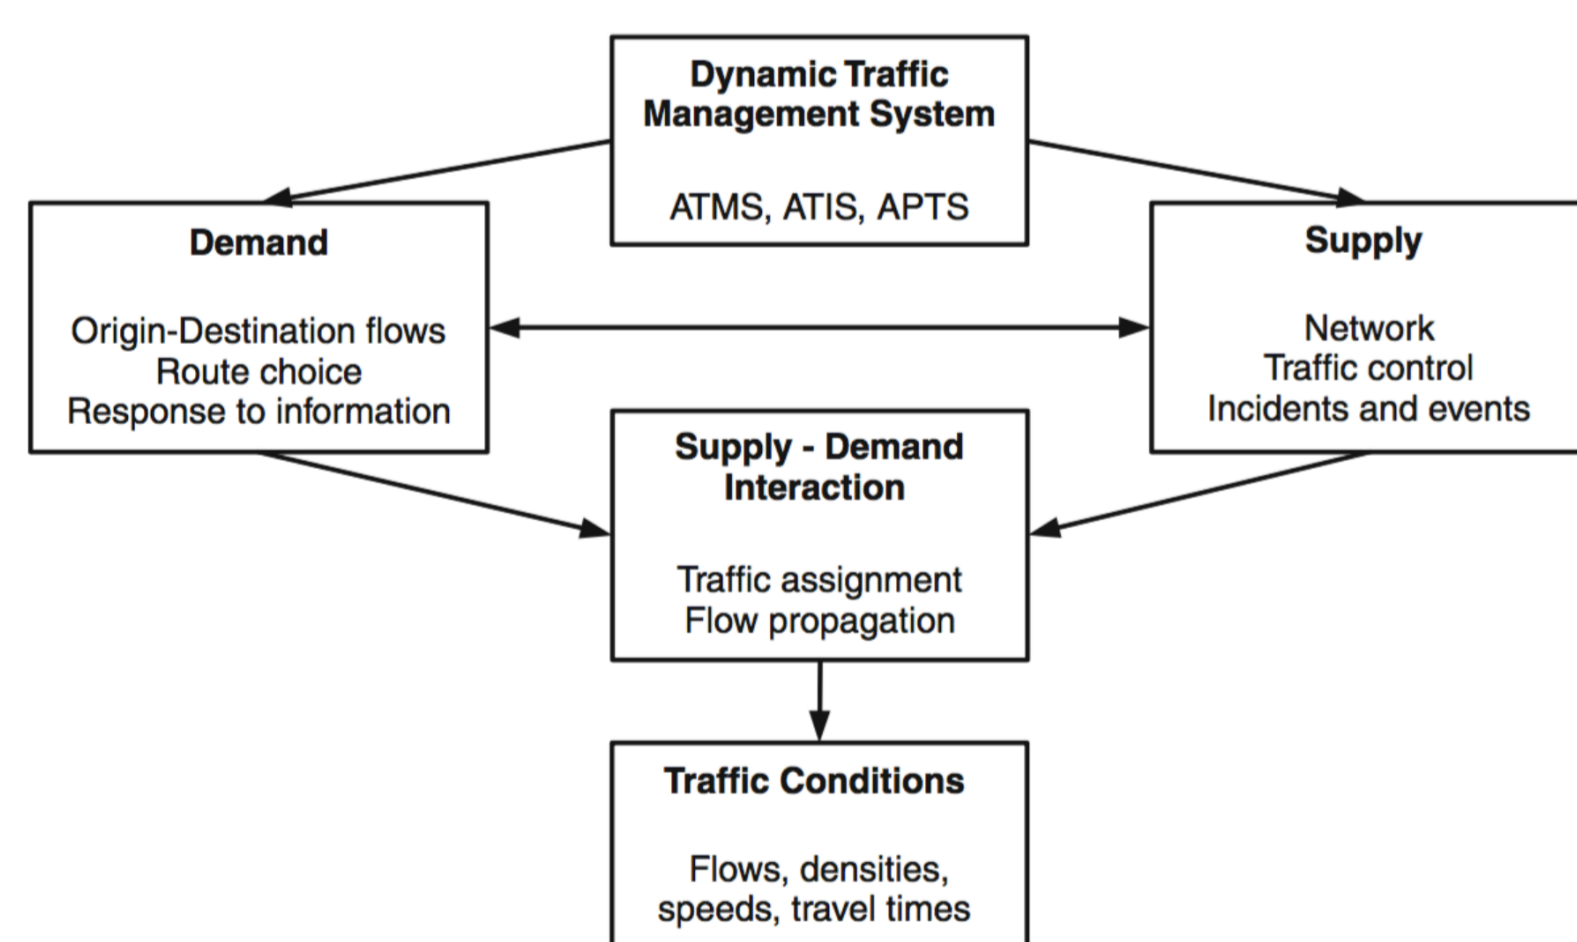 Dynamic Traffic
Management System
ATMS, ATIS, APTS
Demand
Origin-Destination flows
Route choice
Response to information
Supply
Network
Traffic control
Incidents and events
Supply - Demand
Interaction
Traffic assignment
Flow propagation
Traffic Conditions
Flows, densities,
speeds, travel times